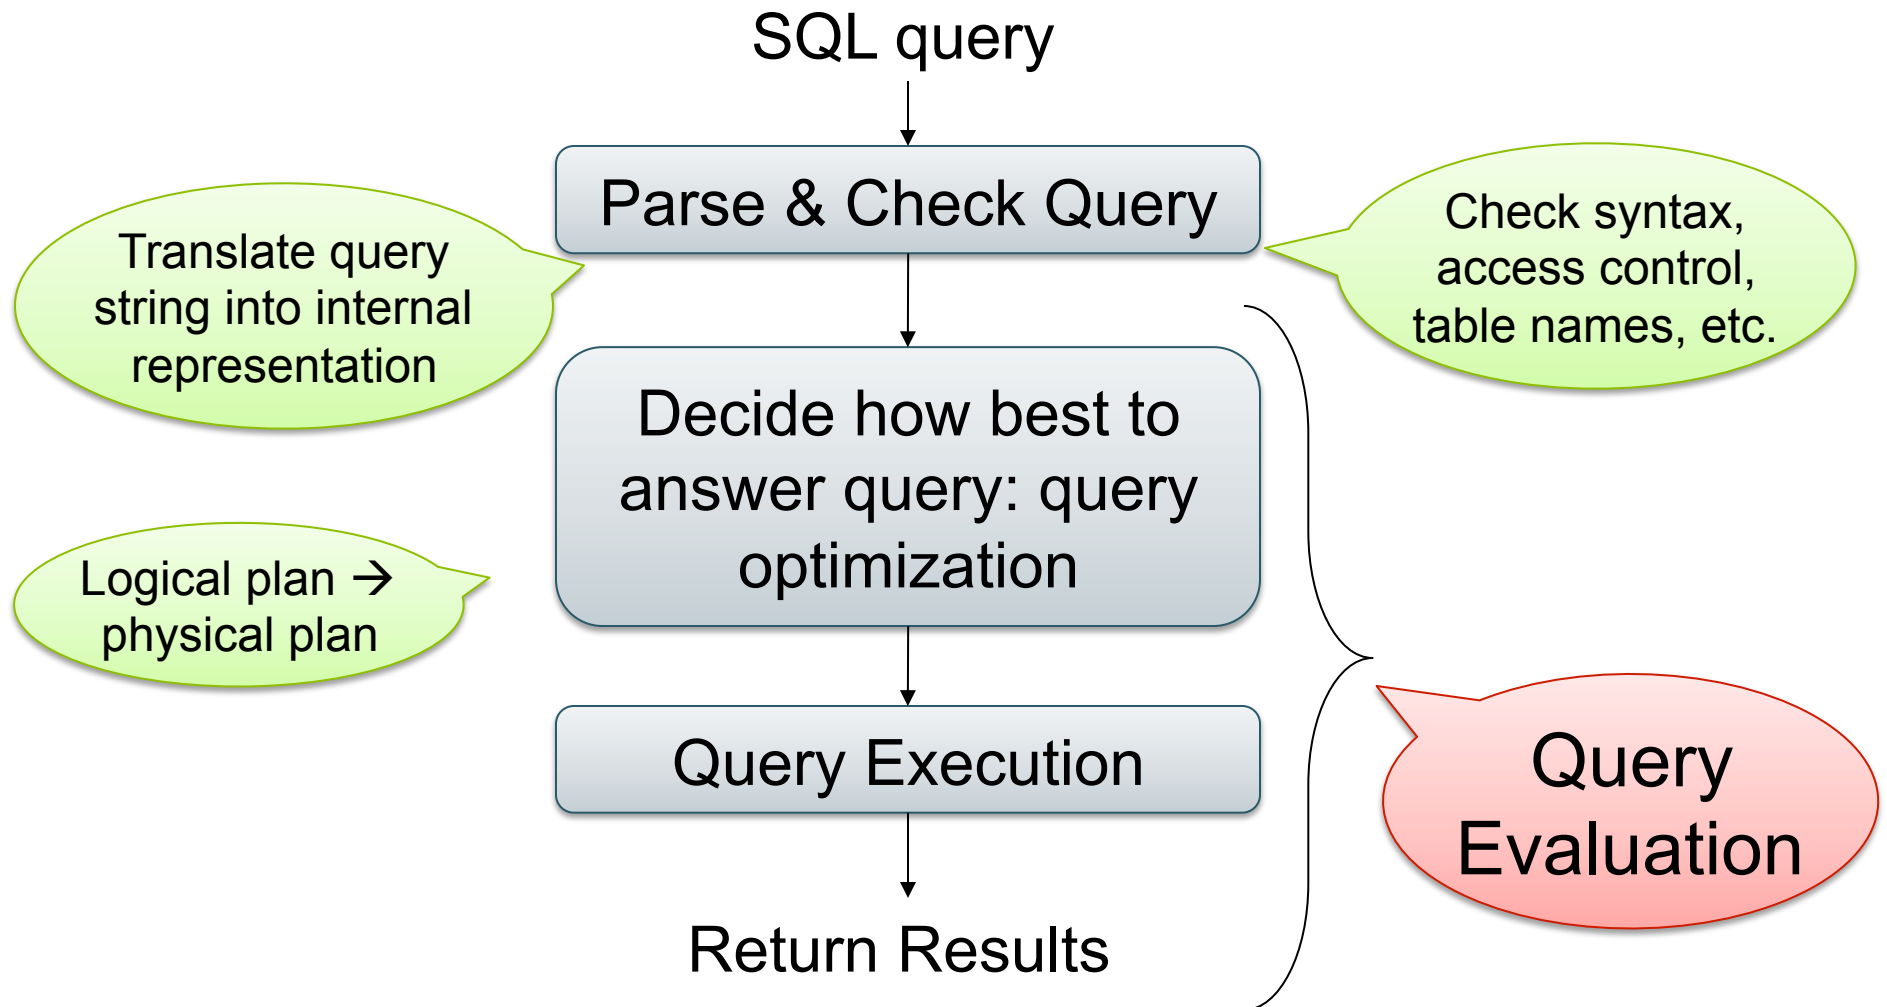 SQL query
Parse & Check Query
Translate query
string into internal
representation
Check syntax,
access control,
table names, etc.
Decide how best to
answer query: query
optimization
Logical plan →
physical plan
Query Execution
Query
Evaluation
Return Results